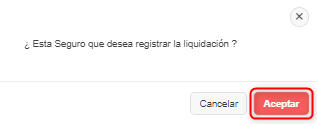 ¿ Esta Seguro que desea registrar la liquidación ?
Cancelar Aceptar